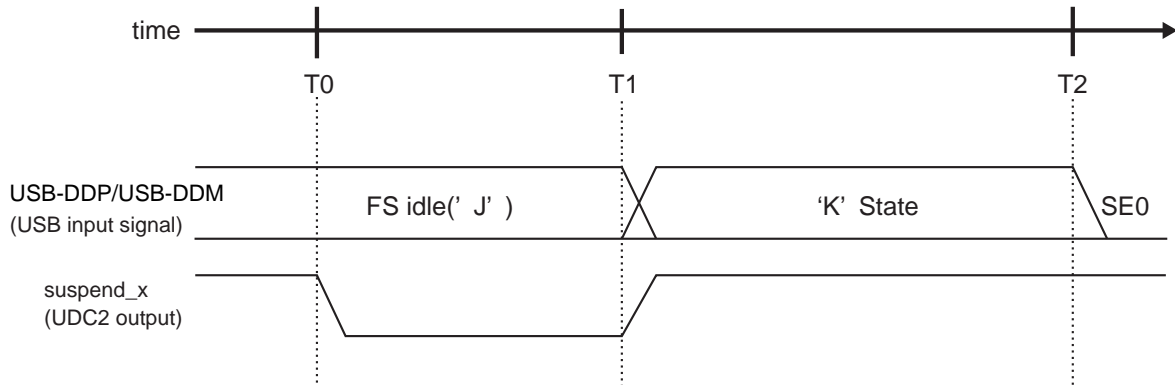 time
T0 T1 T2
USB-DDP/USB-DDM
(USB input signal)
FS idle(’ J’ )
‘K’ State
SE0
suspend_x
(UDC2 output)